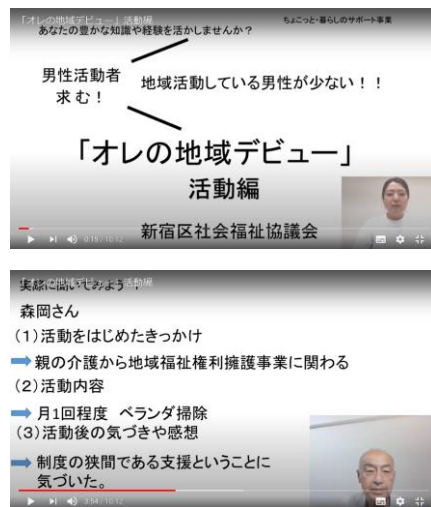 「オレの地域デビュー」活動編
ちょこっと・暮らしのサポート事業
あなたの豊かな知識や経験を活かしませんか？
男性活動者
求む！
地域活動している男性が少ない！！
「オレの地域デビュー」
活動編
新宿区社会福祉協議会
0:15 / 10:12
「オレの地域デビュー」活動編
実際に聞いてみよう！
森岡さん
（1）活動をはじめたきっかけ
➡親の介護から地域福祉権利擁護事業に関わる
（2）活動内容
➡月1回程度　ベランダ掃除
（3）活動後の気づきや感想
➡制度の狭間である支援ということに
気づいた。
3:54 / 10:12